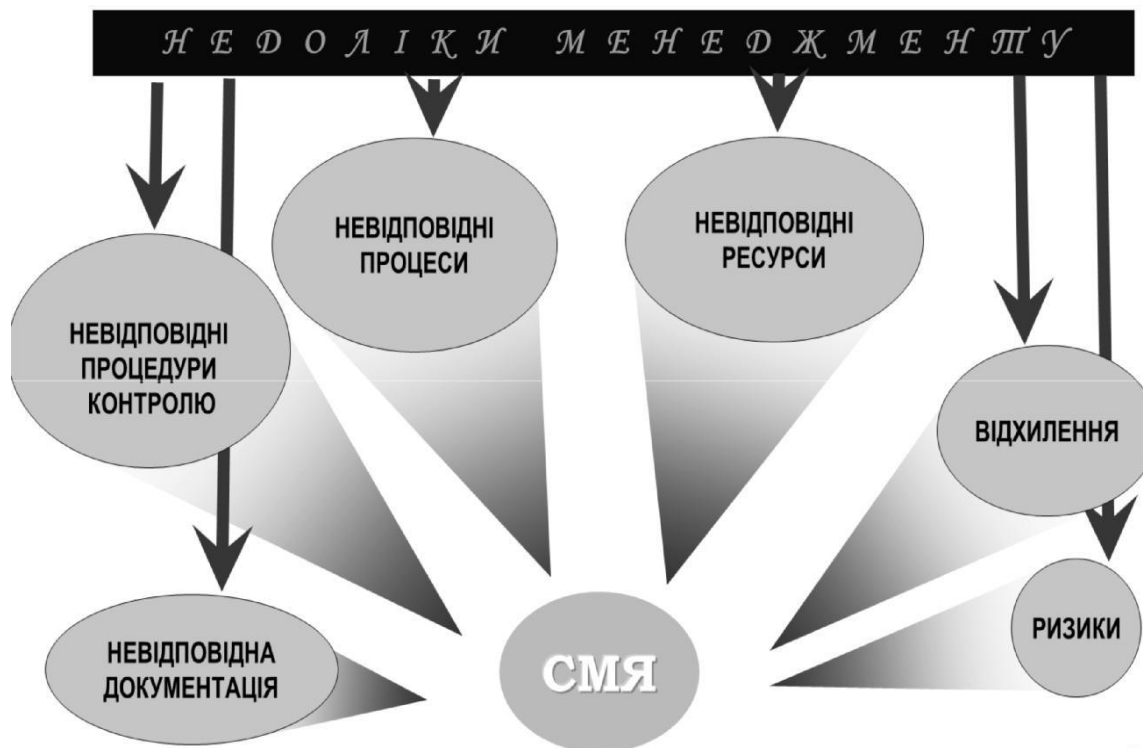 НЕДОЛІКИ МЕНЕДЖМЕНТУ
НЕВІДПОВІДНІ
ПРОЦЕСИ
НЕВІДПОВІДНІ
РЕСУРСИ
НЕВІДПОВІДНІ
ПРОЦЕДУРИ
КОНТРОЛЮ
ВІДХИЛЕННЯ
НЕВІДПОВІДНА
ДОКУМЕНТАЦІЯ
СМЯ
РИЗИКИ